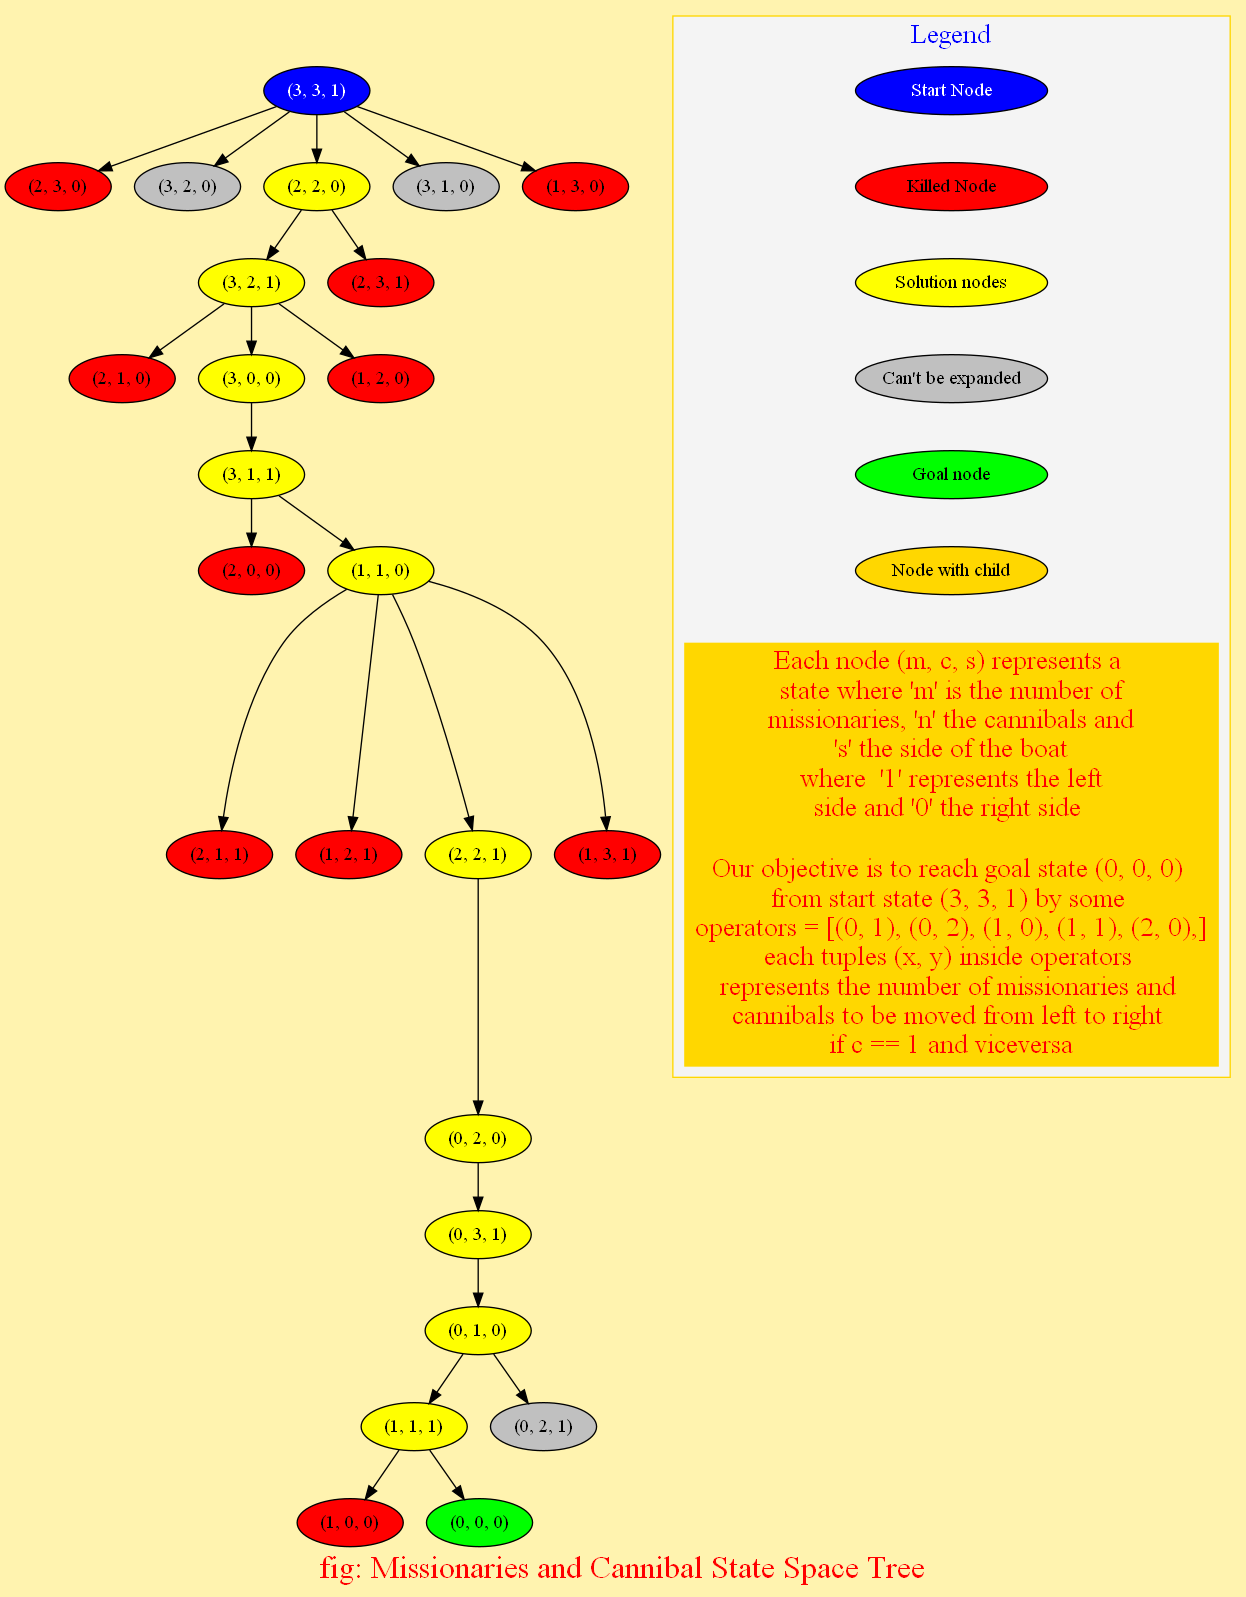 Legend
(3, 3, 1)
Start Node
(2, 3, 0)
(3, 2, 0)
(2, 2, 0)
(3, 1, 0)
(1, 3, 0)
Killed Node
(3, 2, 1)
(2, 3, 1)
Solution nodes
(2, 1, 0)
(3, 0, 0)
(1, 2, 0)
Can't be expanded
(3, 1, 1)
Goal node
(2, 0, 0)
(1, 1, 0)
Node with child
Each node (m, c, s) represents a
state where 'm' is the number of
missionaries, 'n' the cannibals and
's' the side of the boat
where '1' represents the left
side and '0' the right side
(2, 1, 1)
(1, 2, 1)
(2, 2, 1)
(1, 3, 1)
Our objective is to reach goal state (0, 0, 0)
from start state (3, 3, 1) by some
operators = [(0, 1), (0, 2), (1, 0), (1, 1), (2, 0),]
each tuples (x, y) inside operators
represents the number of missionaries and
cannibals to be moved from left to right
if c == 1 and viceversa
(0, 2, 0)
(0, 3, 1)
(0, 1, 0)
(1, 1, 1)
(0, 2, 1)
(1, 0, 0)
(0, 0, 0)
fig: Missionaries and Cannibal State Space Tree